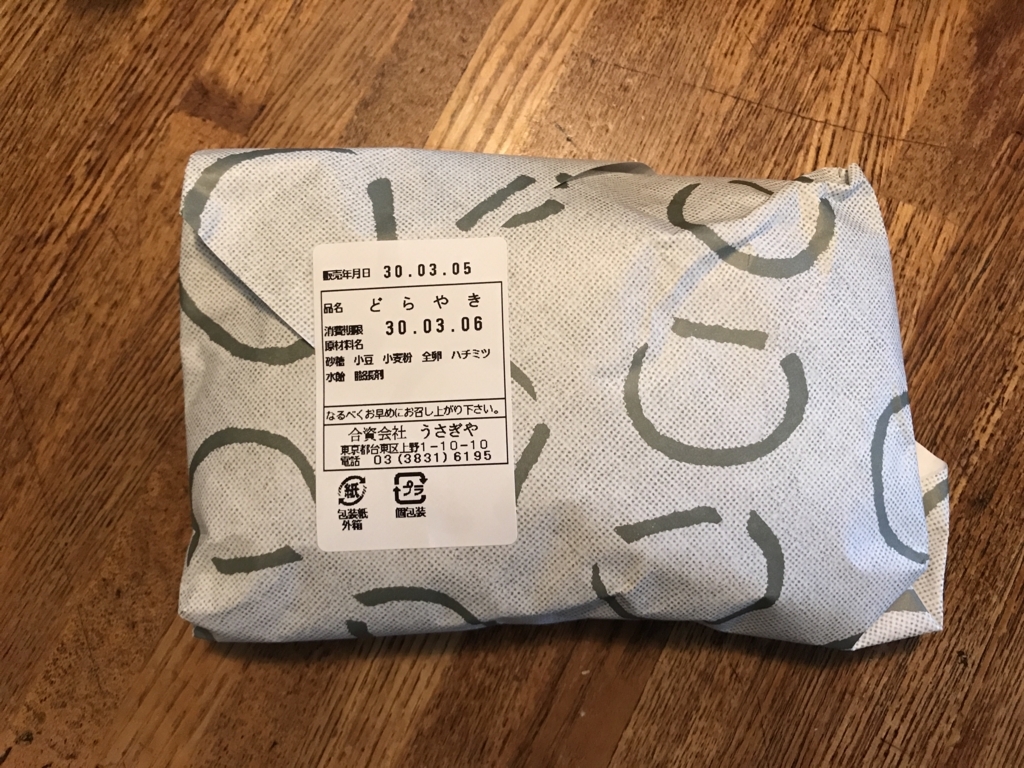 販売年月日 30.03.05
品名 どらやき
消費期限 30.03.06
原材料名
砂糖 小豆 小麦粉 全卵 ハチミツ
水飴 膨張剤
なるべくお早めにお召し上がり下さい。
合資会社 うさぎや
東京都台東区上野1-10-10
電話 03(3831)6195
紙 プラ
包装紙 個包装
外箱